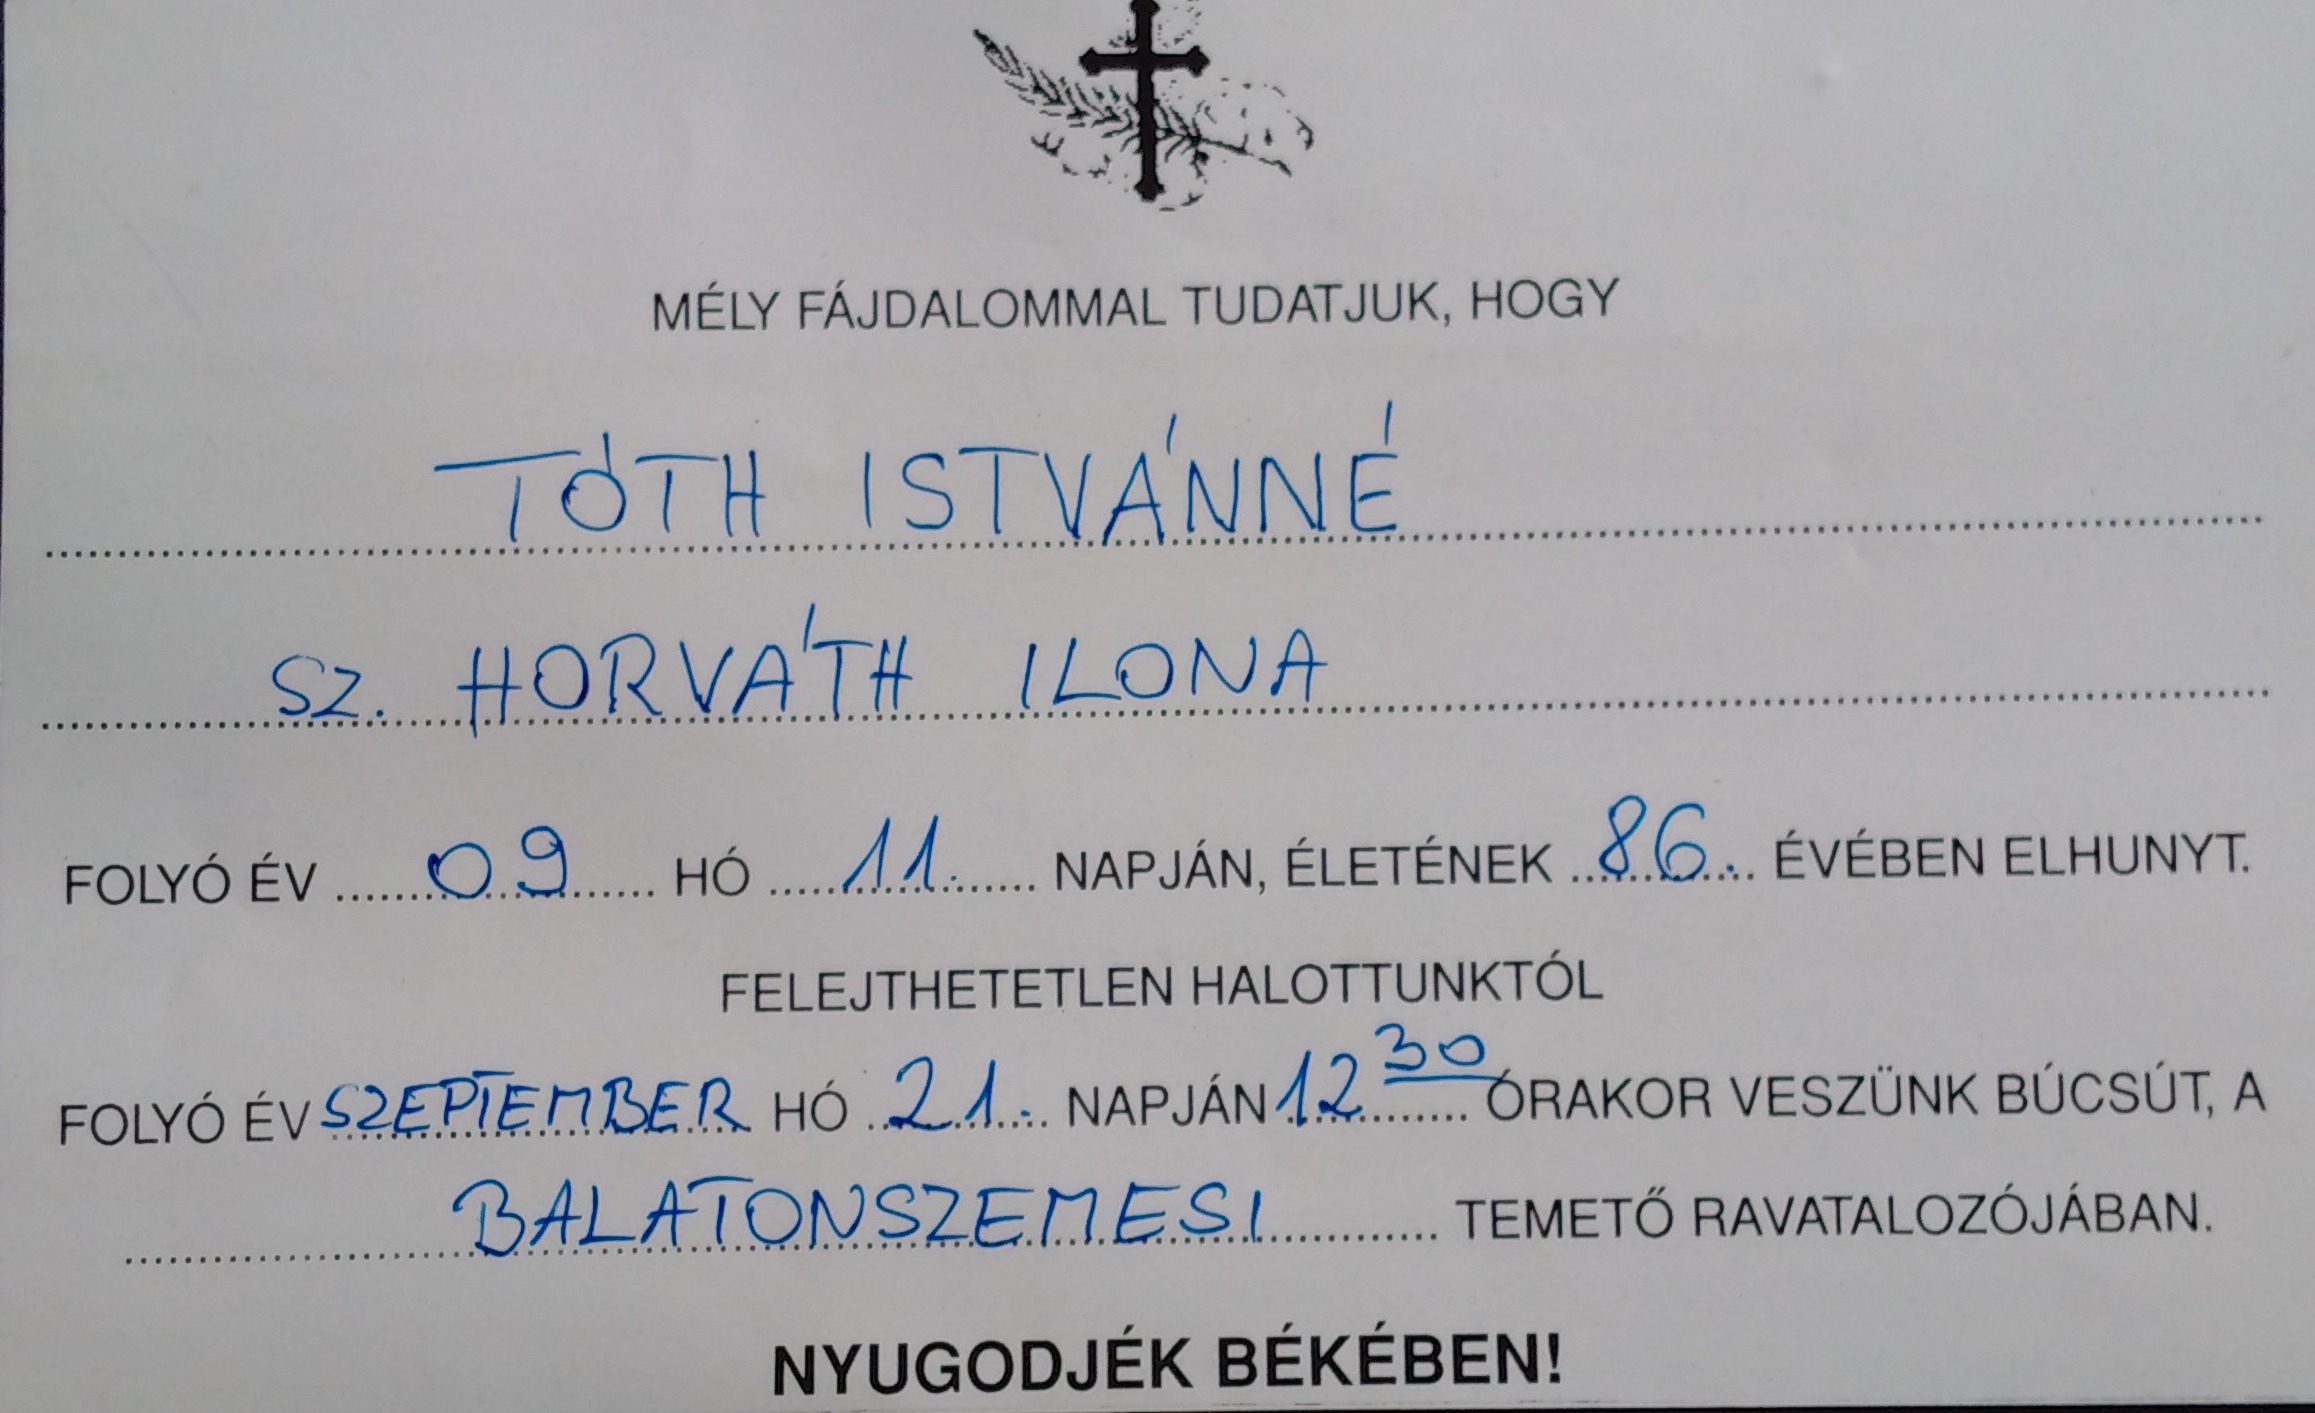 MÉLY FÁJDALOMMAL TUDATJUK, HOGY
TÓTH ISTVÁNNÉ
SZ. HORVÁTH ILONA
FOLYÓ ÉV 09 HÓ 11. NAPJÁN, ÉLETÉNEK 86. ÉVÉBEN ELHUNYT.
FELEJTHETETLEN HALOTTUNKTÓL
FOLYÓ ÉV SZEPTEMBER HÓ 21. NAPJÁN 12 30 ÓRAKOR VESZÜNK BÚCSÚT, A
BALATONSZEMESI TEMETŐ RAVATALOZÓJÁBAN.
NYUGODJÉK BÉKÉBEN!